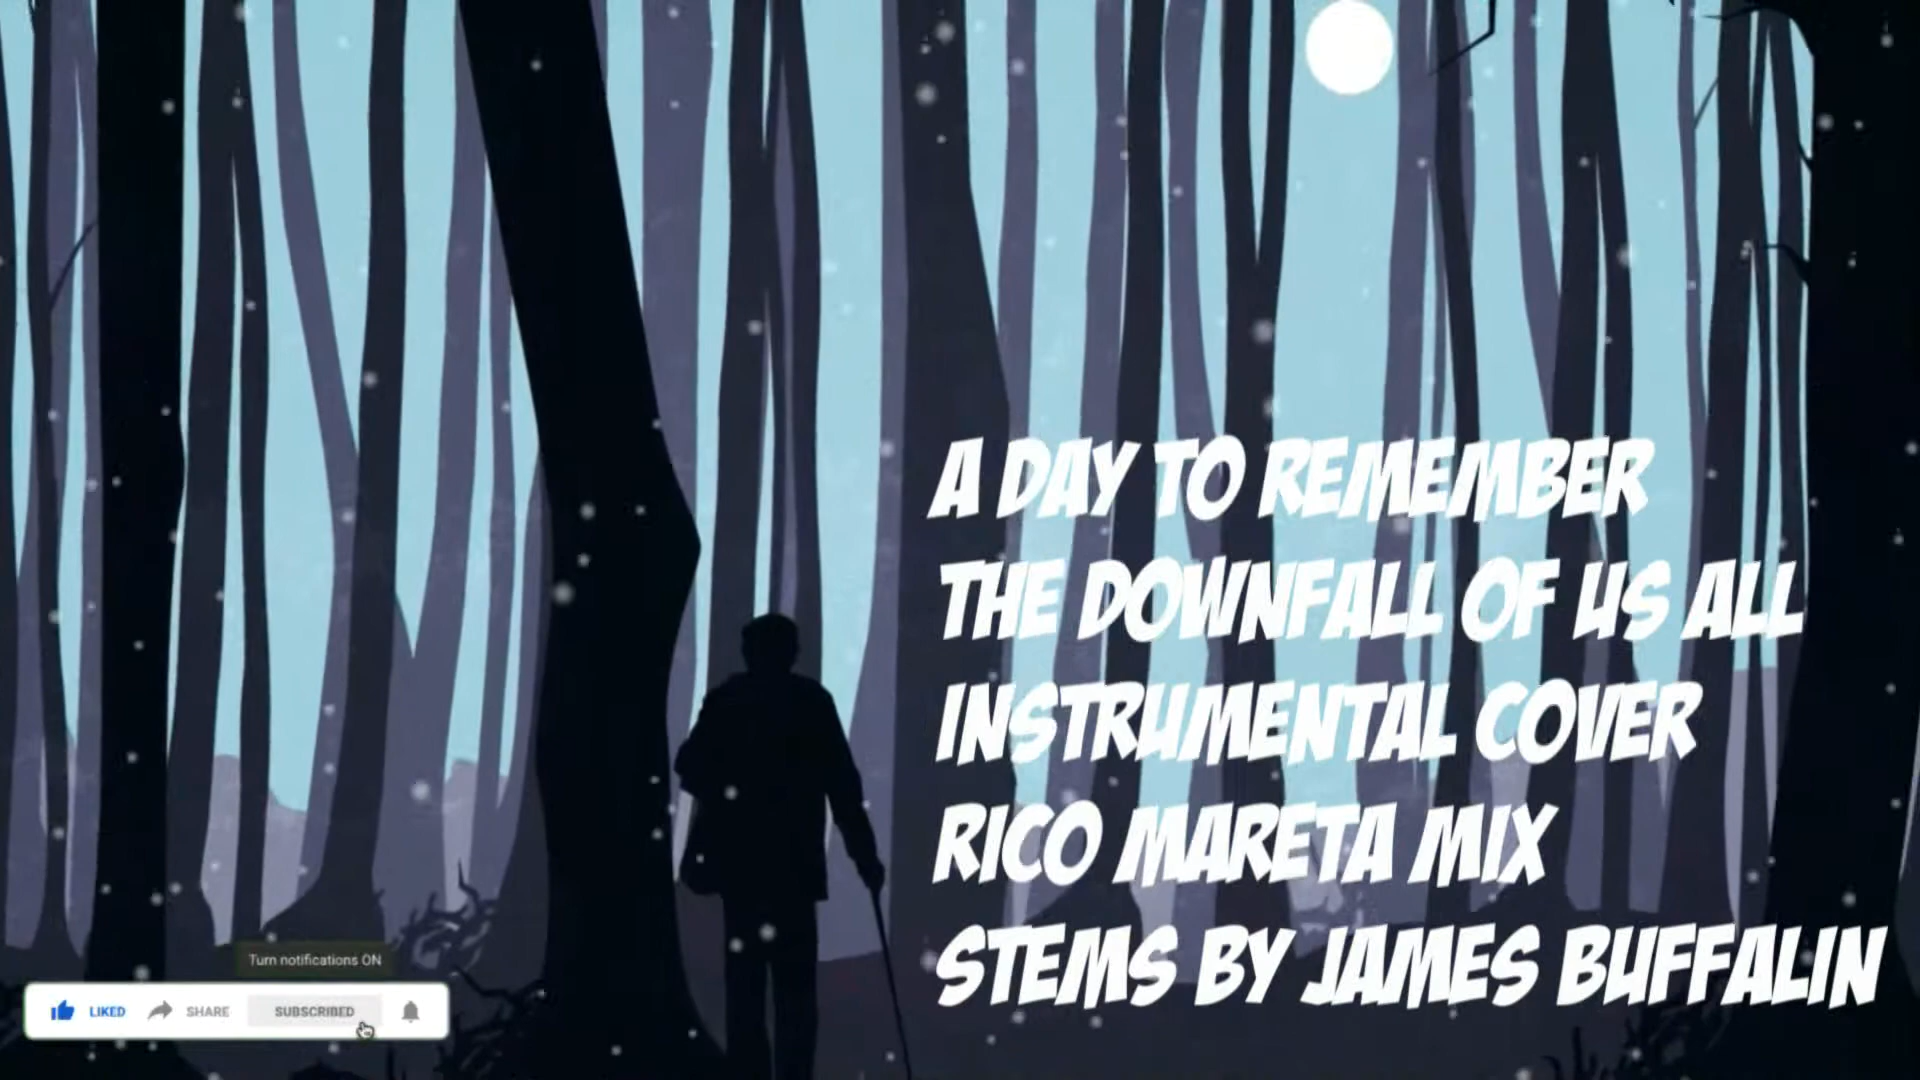 A DAY TO REMEMBER
THE DOWNFALL OF US ALL
INSTRUMENTAL COVER
RICO MARETA MIX
STEMS BY JAMES BUFFALIN
Turn notifications ON
LIKED SHARE SUBSCRIBED